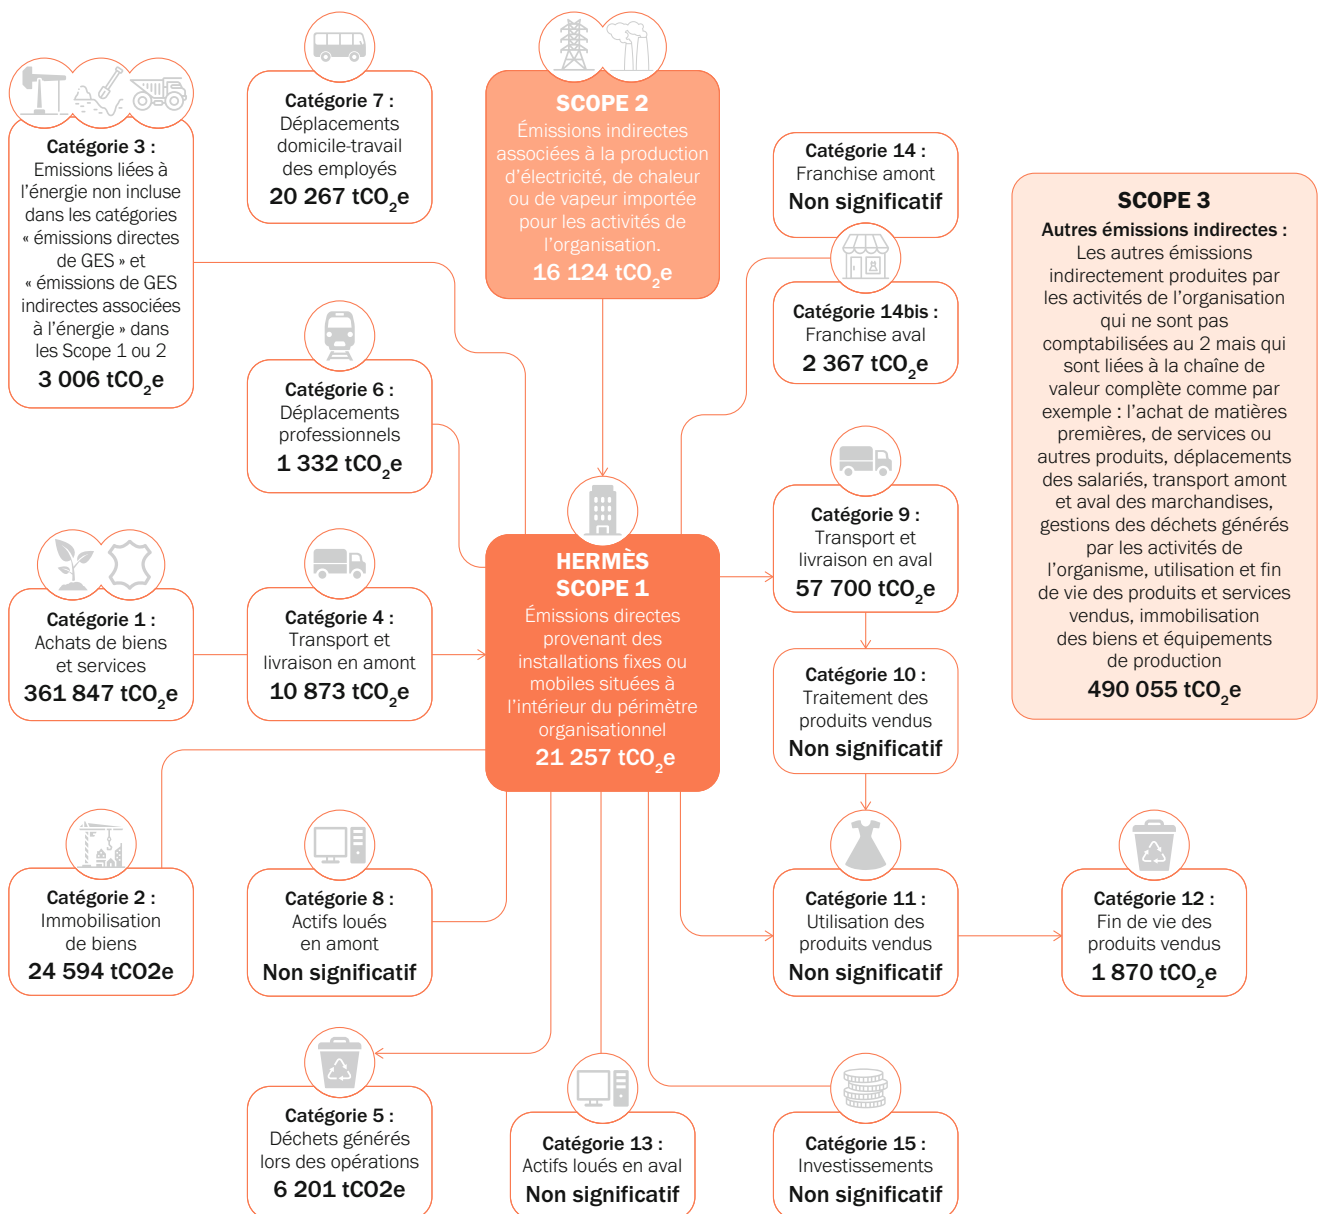 Catégorie 7 :
Déplacements
domicile-travail
des employés
20 267 tCO₂e
SCOPE 2
Émissions indirectes
associées à la production
d’électricité, de chaleur
ou de vapeur importée
pour les activités de
l’organisation.
16 124 tCO₂e
Catégorie 3 :
Emissions liées à
l’énergie non incluse
dans les catégories
« émissions directes
de GES » et
« émissions de GES
indirectes associées
à l’énergie » dans
les Scope 1 ou 2
3 006 tCO₂e
Catégorie 14 :
Franchise amont
Non significatif
Catégorie 14bis :
Franchise aval
2 367 tCO₂e
SCOPE 3
Autres émissions indirectes :
Les autres émissions
indirectement produites par
les activités de l’organisation
qui ne sont pas
comptabilisées au 2 mais qui
sont liées à la chaîne de
valeur complète comme par
exemple : l’achat de matières
premières, de services ou
autres produits, déplacements
des salariés, transport amont
et aval des marchandises,
gestions des déchets générés
par les activités de
l’organisme, utilisation et fin
de vie des produits et services
vendus, immobilisation
des biens et équipements
de production
490 055 tCO₂e
Catégorie 6 :
Déplacements
professionnels
1 332 tCO₂e
Catégorie 1 :
Achats de biens
et services
361 847 tCO₂e
Catégorie 4 :
Transport et
livraison en amont
10 873 tCO₂e
HERMÈS
SCOPE 1
Émissions directes
provenant des
installations fixes ou
mobiles situées à
l’intérieur du périmètre
organisationnel
21 257 tCO₂e
Catégorie 9 :
Transport et
livraison en aval
57 700 tCO₂e
Catégorie 10 :
Traitement des
produits vendus
Non significatif
Catégorie 2 :
Immobilisation
de biens
24 594 tCO2e
Catégorie 8 :
Actifs loués
en amont
Non significatif
Catégorie 11 :
Utilisation des
produits vendus
Non significatif
Catégorie 12 :
Fin de vie des
produits vendus
1 870 tCO₂e
Catégorie 5 :
Déchets générés
lors des opérations
6 201 tCO2e
Catégorie 13 :
Actifs loués en aval
Non significatif
Catégorie 15 :
Investissements
Non significatif